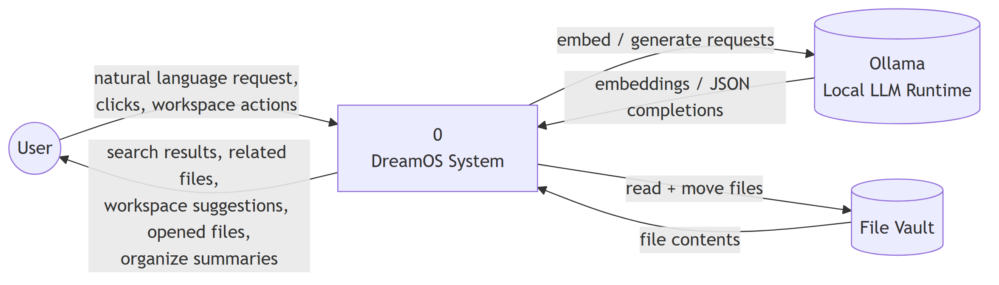 User
natural language request,
clicks, workspace actions
search results, related
files,
workspace suggestions,
opened files,
organize summaries
0
DreamOS System
embed / generate requests
embeddings / JSON
completions
read + move files
file contents
Ollama
Local LLM Runtime
File Vault